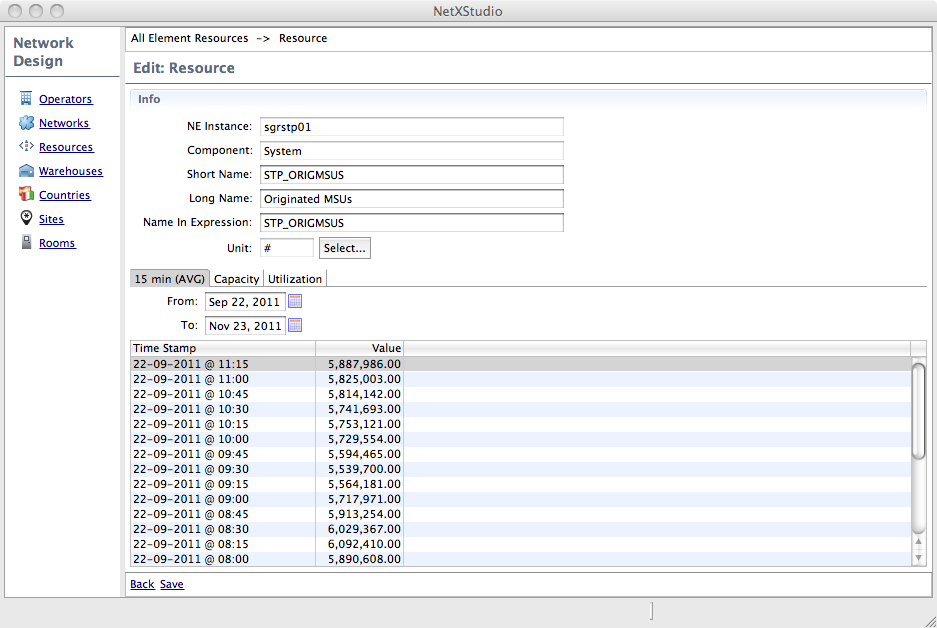 NetXStudio
Network
Design
Operators
Networks
Resources
Warehouses
Countries
Sites
Rooms
All Element Resources -> Resource
Edit: Resource
Info
NE Instance: sgrstp01
Component: System
Short Name: STP_ORIGMSUS
Long Name: Originated MSUs
Name In Expression: STP_ORIGMSUS
Unit: # Select...
15 min (AVG) Capacity Utilization
From: Sep 22, 2011
To: Nov 23, 2011
Time Stamp Value
22-09-2011 @ 11:15 5,887,986.00
22-09-2011 @ 11:00 5,825,003.00
22-09-2011 @ 10:45 5,814,142.00
22-09-2011 @ 10:30 5,741,693.00
22-09-2011 @ 10:15 5,753,121.00
22-09-2011 @ 10:00 5,729,554.00
22-09-2011 @ 09:45 5,594,465.00
22-09-2011 @ 09:30 5,539,700.00
22-09-2011 @ 09:15 5,564,181.00
22-09-2011 @ 09:00 5,717,971.00
22-09-2011 @ 08:45 5,913,254.00
22-09-2011 @ 08:30 6,029,367.00
22-09-2011 @ 08:15 6,092,410.00
22-09-2011 @ 08:00 5,890,608.00
Back Save